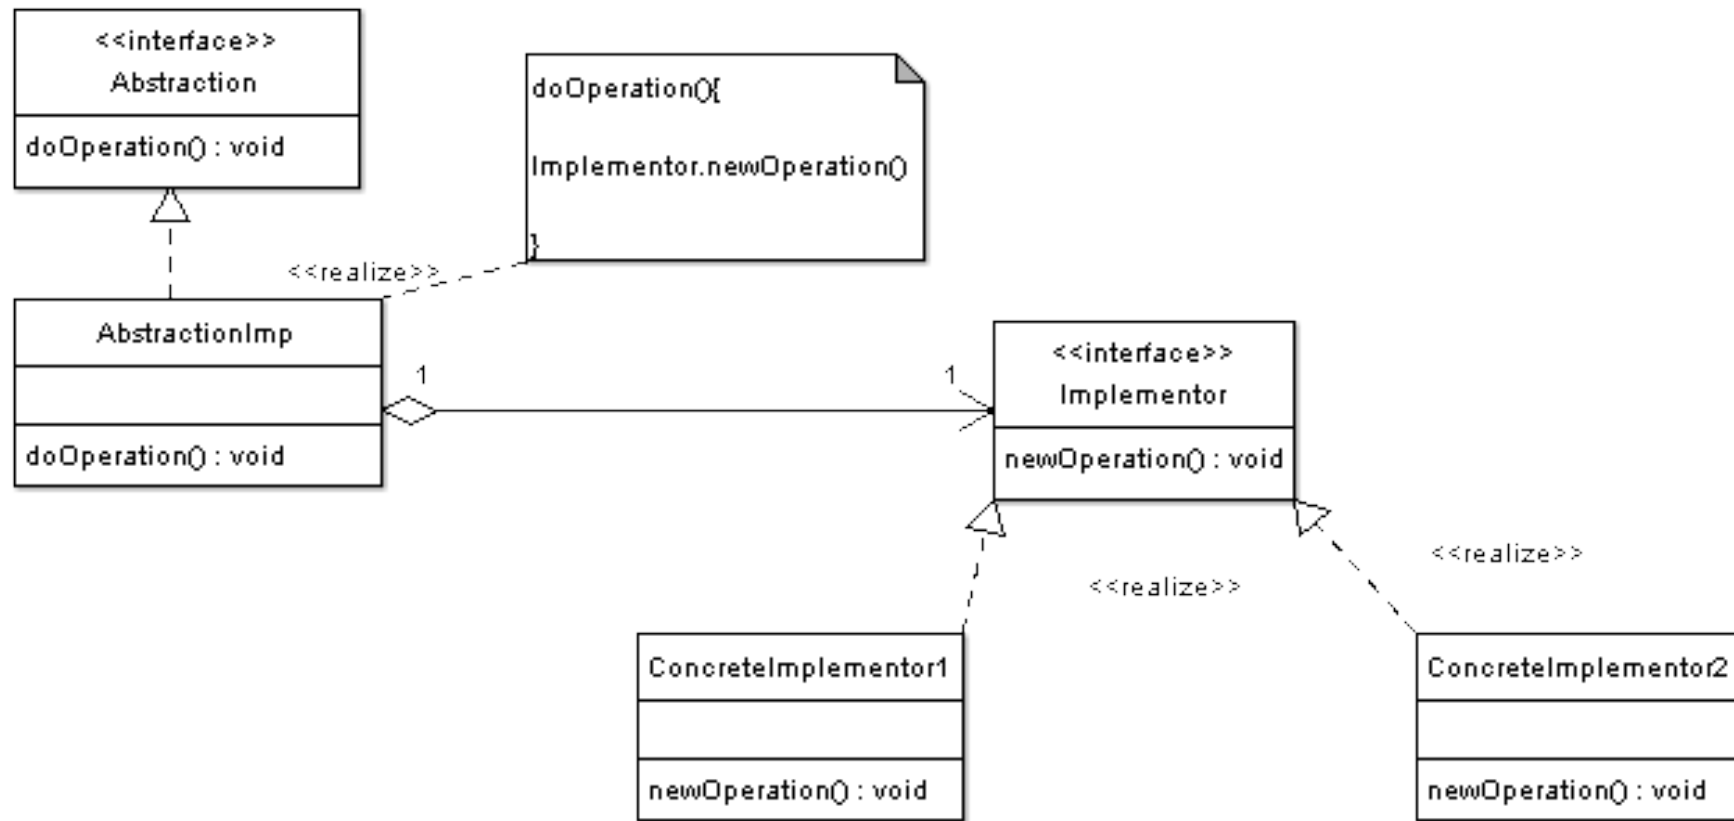 <<interface>>
Abstraction
doOperation() : void
doOperation(){
Implementor.newOperation()
}
<<realize>>
AbstractionImp
doOperation() : void
1
1
<<interface>>
Implementor
newOperation() : void
<<realize>>
<<realize>>
ConcreteImplementor1
newOperation() : void
ConcreteImplementor2
newOperation() : void